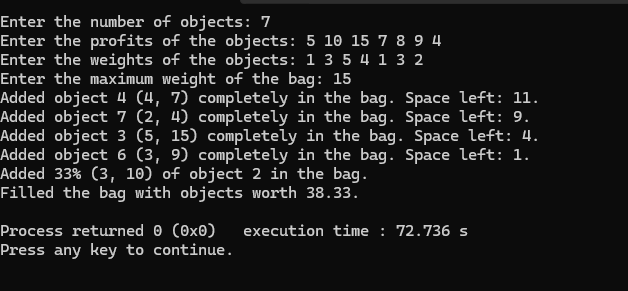 Enter the number of objects: 7
Enter the profits of the objects: 5 10 15 7 8 9 4
Enter the weights of the objects: 1 3 5 4 1 3 2
Enter the maximum weight of the bag: 15
Added object 4 (4, 7) completely in the bag. Space left: 11.
Added object 7 (2, 4) completely in the bag. Space left: 9.
Added object 3 (5, 15) completely in the bag. Space left: 4.
Added object 6 (3, 9) completely in the bag. Space left: 1.
Added 33% (3, 10) of object 2 in the bag.
Filled the bag with objects worth 38.33.

Process returned 0 (0x0)   execution time : 72.736 s
Press any key to continue.